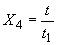 X₄ = t/t₁